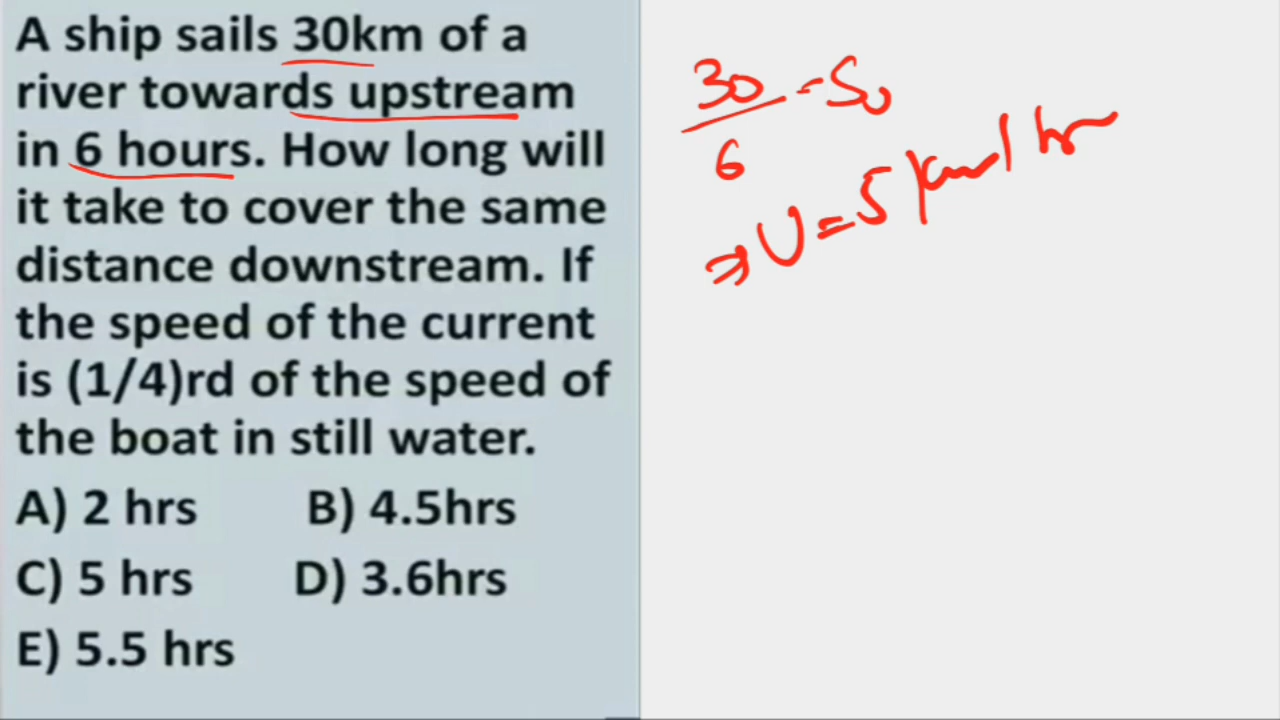 A ship sails 30km of a
river towards upstream
in 6 hours. How long will
it take to cover the same
distance downstream. If
the speed of the current
is (1/4)rd of the speed of
the boat in still water.
A) 2 hrs B) 4.5hrs
C) 5 hrs D) 3.6hrs
E) 5.5 hrs
30/6 = SU
⇒ U = 5 km/hr